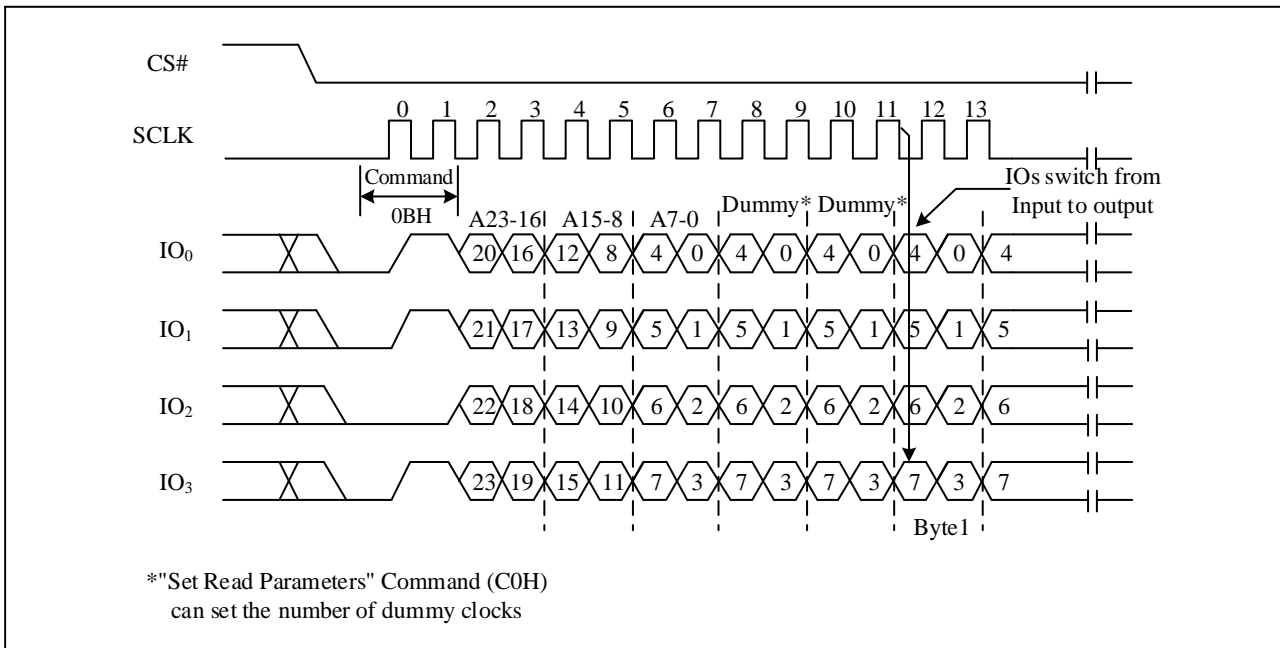 CS#
SCLK
0 1 2 3 4 5 6 7 8 9 10 11 12 13
Command
0BH
IOs switch from
Input to output
A23-16 A15-8 A7-0 Dummy* Dummy*
IO0 20 16 12 8 4 0 4 0 4 0 4 0 4
IO1 21 17 13 9 5 1 5 1 5 1 5 1 5
IO2 22 18 14 10 6 2 6 2 6 2 6 2 6
IO3 23 19 15 11 7 3 7 3 7 3 7 3 7
Byte1
*"Set Read Parameters" Command (C0H)
can set the number of dummy clocks